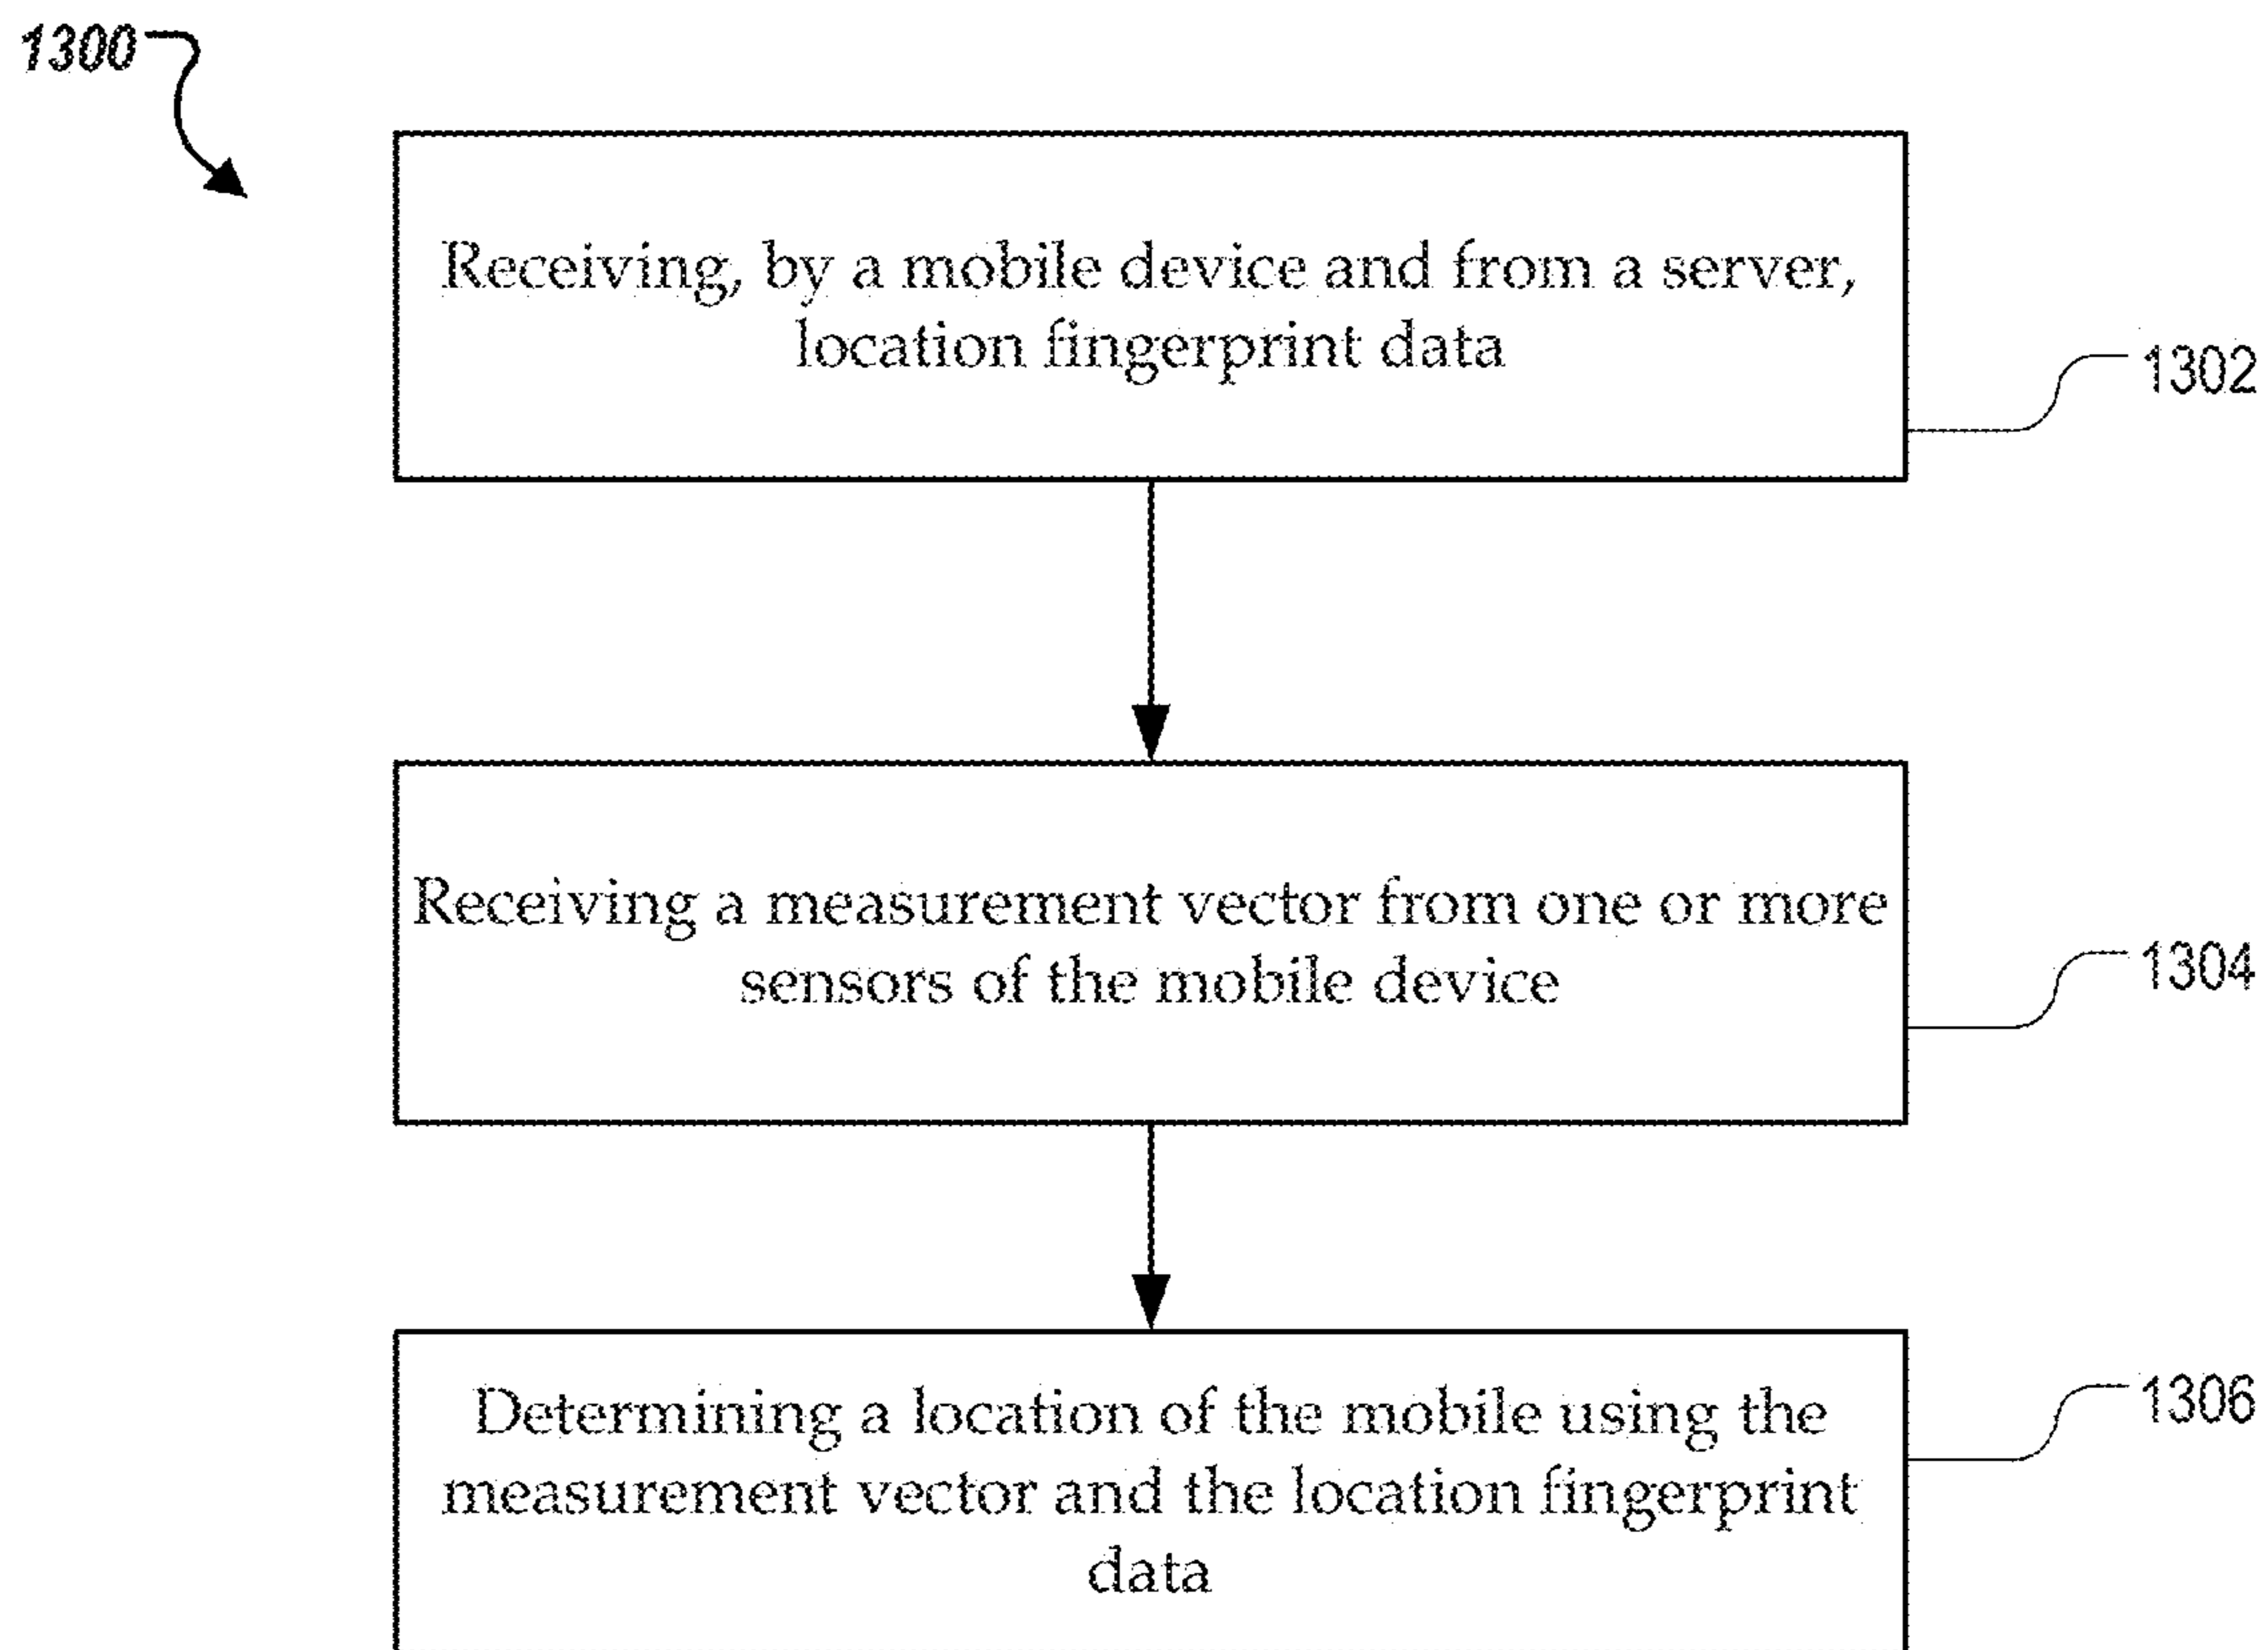 1300
Receiving, by a mobile device and from a server,
location fingerprint data
1302
Receiving a measurement vector from one or more
sensors of the mobile device
1304
Determining a location of the mobile using the
measurement vector and the location fingerprint
data
1306